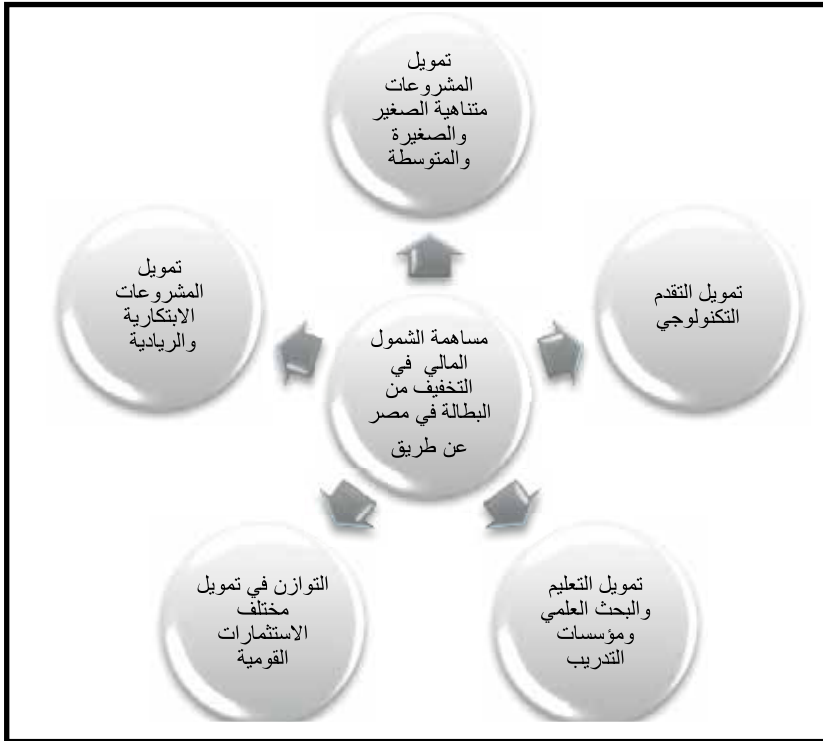 تمويل
المشروعات
متناهية الصغير
والصغيرة
والمتوسطة
تمويل التقدم
التكنولوجي
تمويل
المشروعات
الابتكارية
والريادية
مساهمة الشمول
المالي في
التخفيف من
البطالة في مصر
عن طريق
تمويل التعليم
والبحث العلمي
ومؤسسات
التدريب
التوازن في تمويل
مختلف
الاستثمارات
القومية